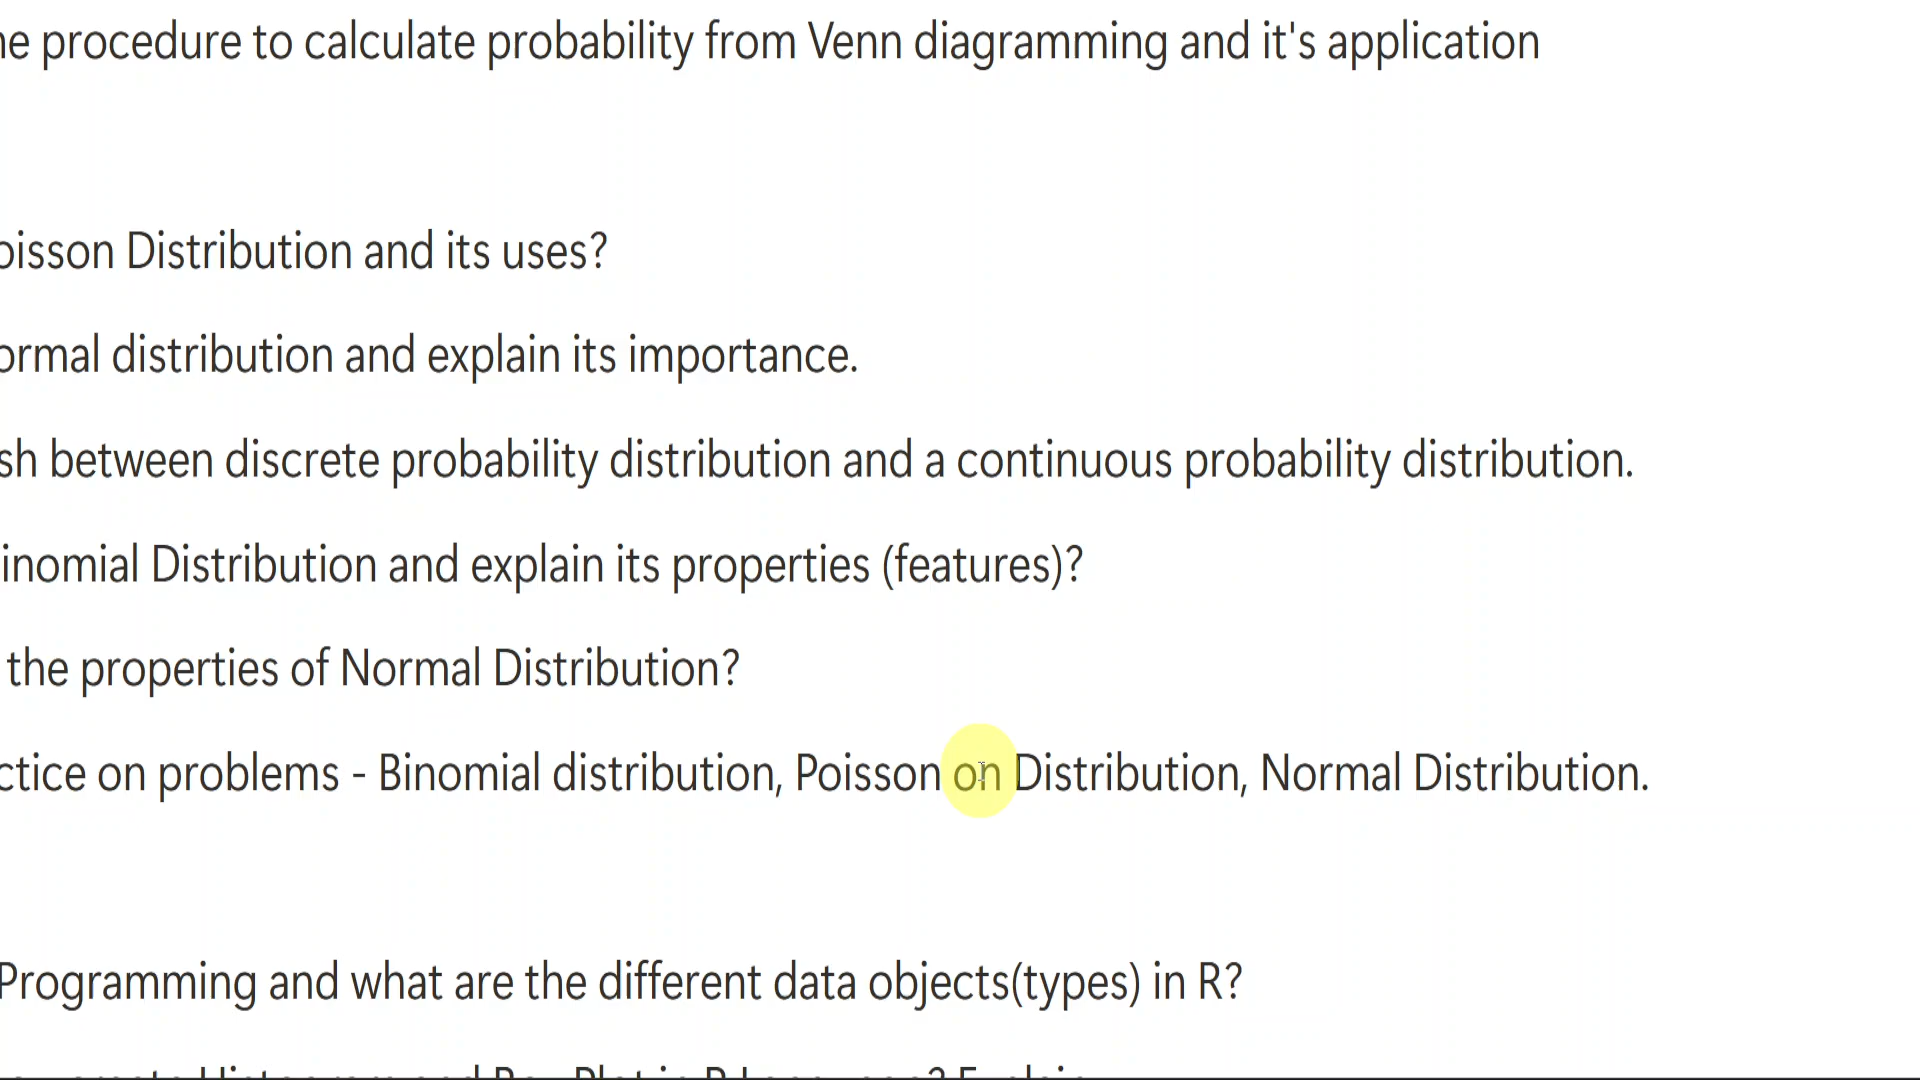 he procedure to calculate probability from Venn diagramming and it's application
oisson Distribution and its uses?
ormal distribution and explain its importance.
sh between discrete probability distribution and a continuous probability distribution.
inomial Distribution and explain its properties (features)?
the properties of Normal Distribution?
ctice on problems - Binomial distribution, Poisson on Distribution, Normal Distribution.
Programming and what are the different data objects(types) in R?